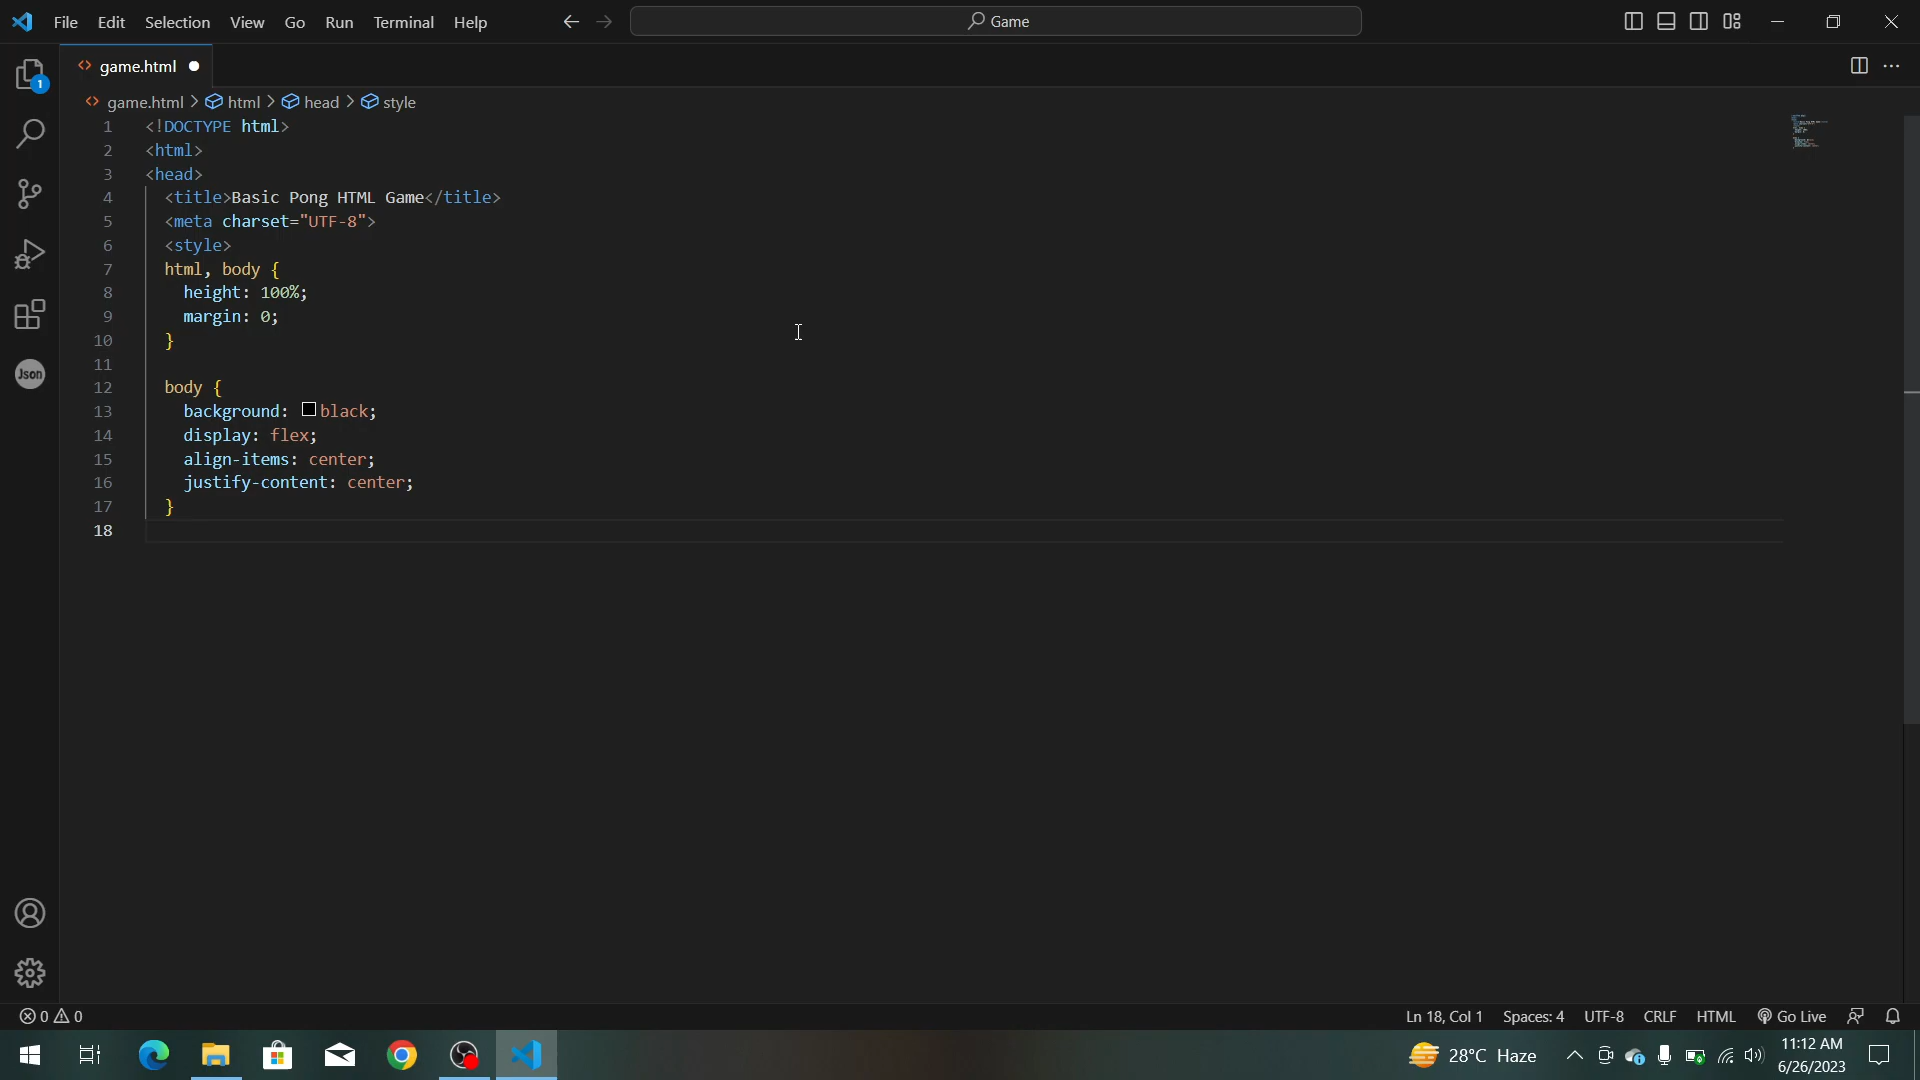 File Edit Selection View Go Run Terminal Help
Game
game.html
1
game.html > html > head > style
1 <!DOCTYPE html>
2 <html>
3 <head>
4 <title>Basic Pong HTML Game</title>
5 <meta charset="UTF-8">
6 <style>
7 html, body {
8 height: 100%;
9 margin: 0;
10 }
11
12 body {
13 background: black;
14 display: flex;
15 align-items: center;
16 justify-content: center;
17 }
18
Json
0 0
Ln 18, Col 1 Spaces: 4 UTF-8 CRLF HTML Go Live
28°C Haze
11:12 AM
6/26/2023